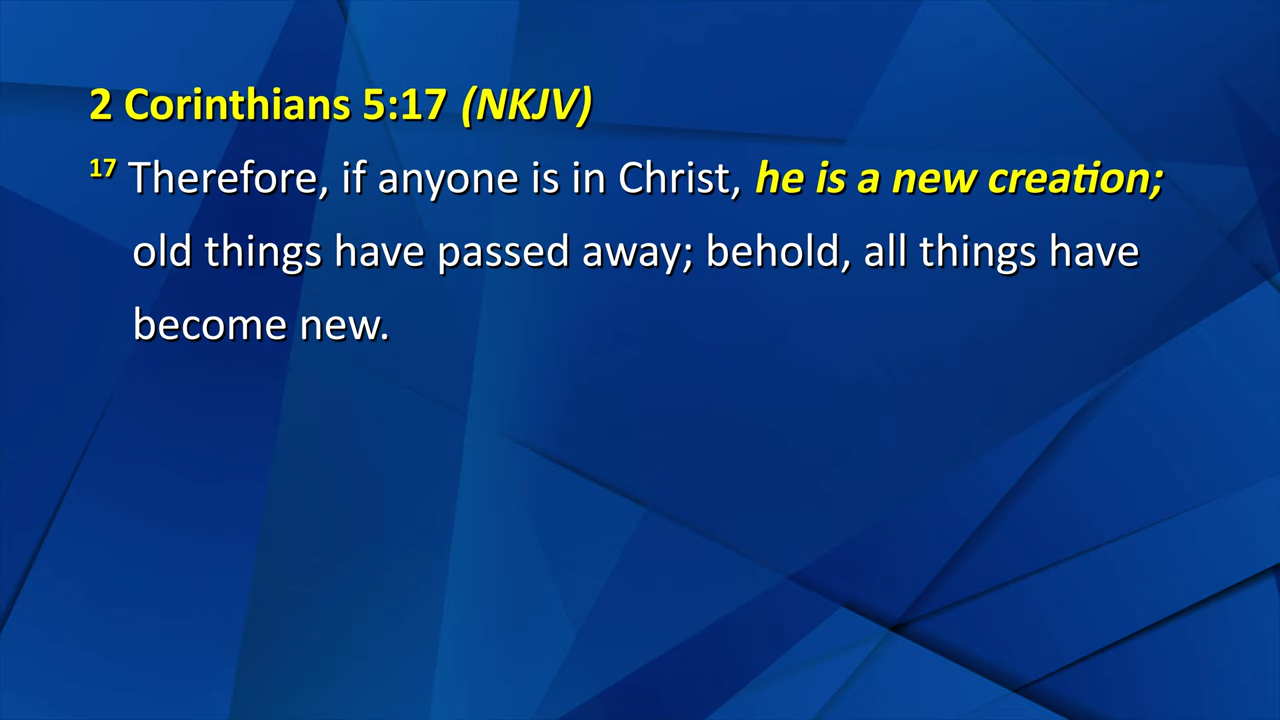 2 Corinthians 5:17 (NKJV)
17 Therefore, if anyone is in Christ, he is a new creation;
old things have passed away; behold, all things have
become new.